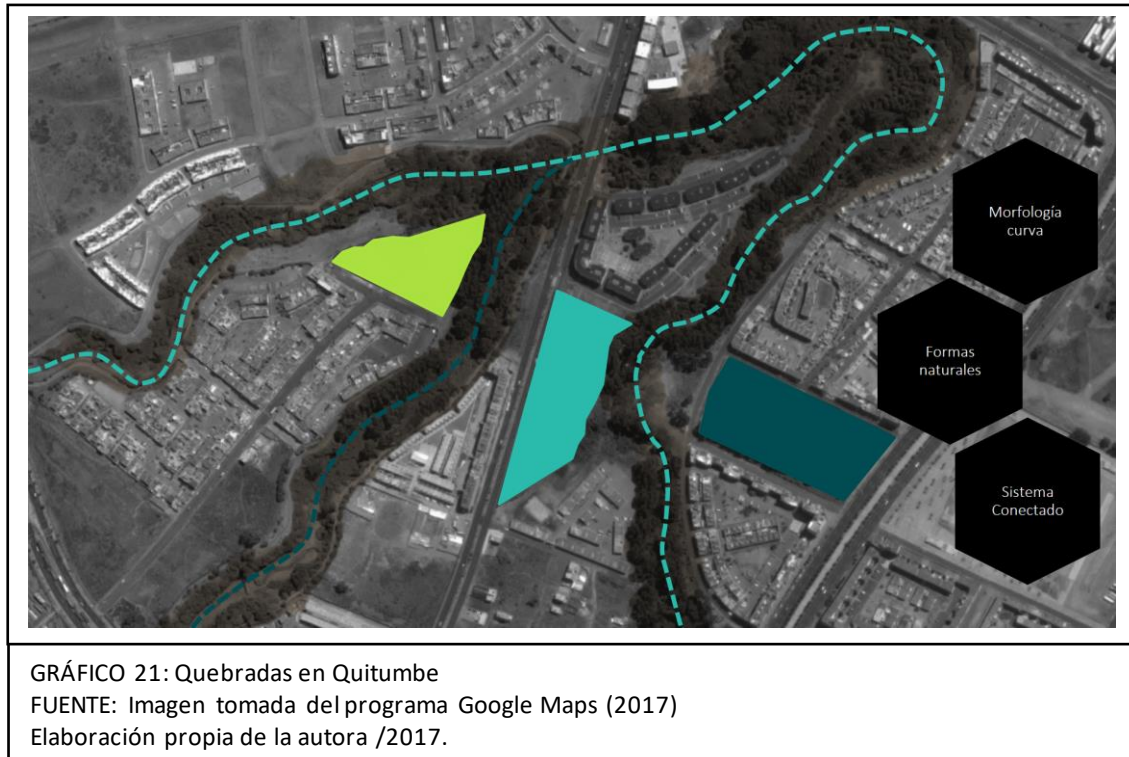 Morfología
curva
Formas
naturales
Sistema
Conectado
GRÁFICO 21: Quebradas en Quitumbe
FUENTE: Imagen tomada del programa Google Maps (2017)
Elaboración propia de la autora /2017.